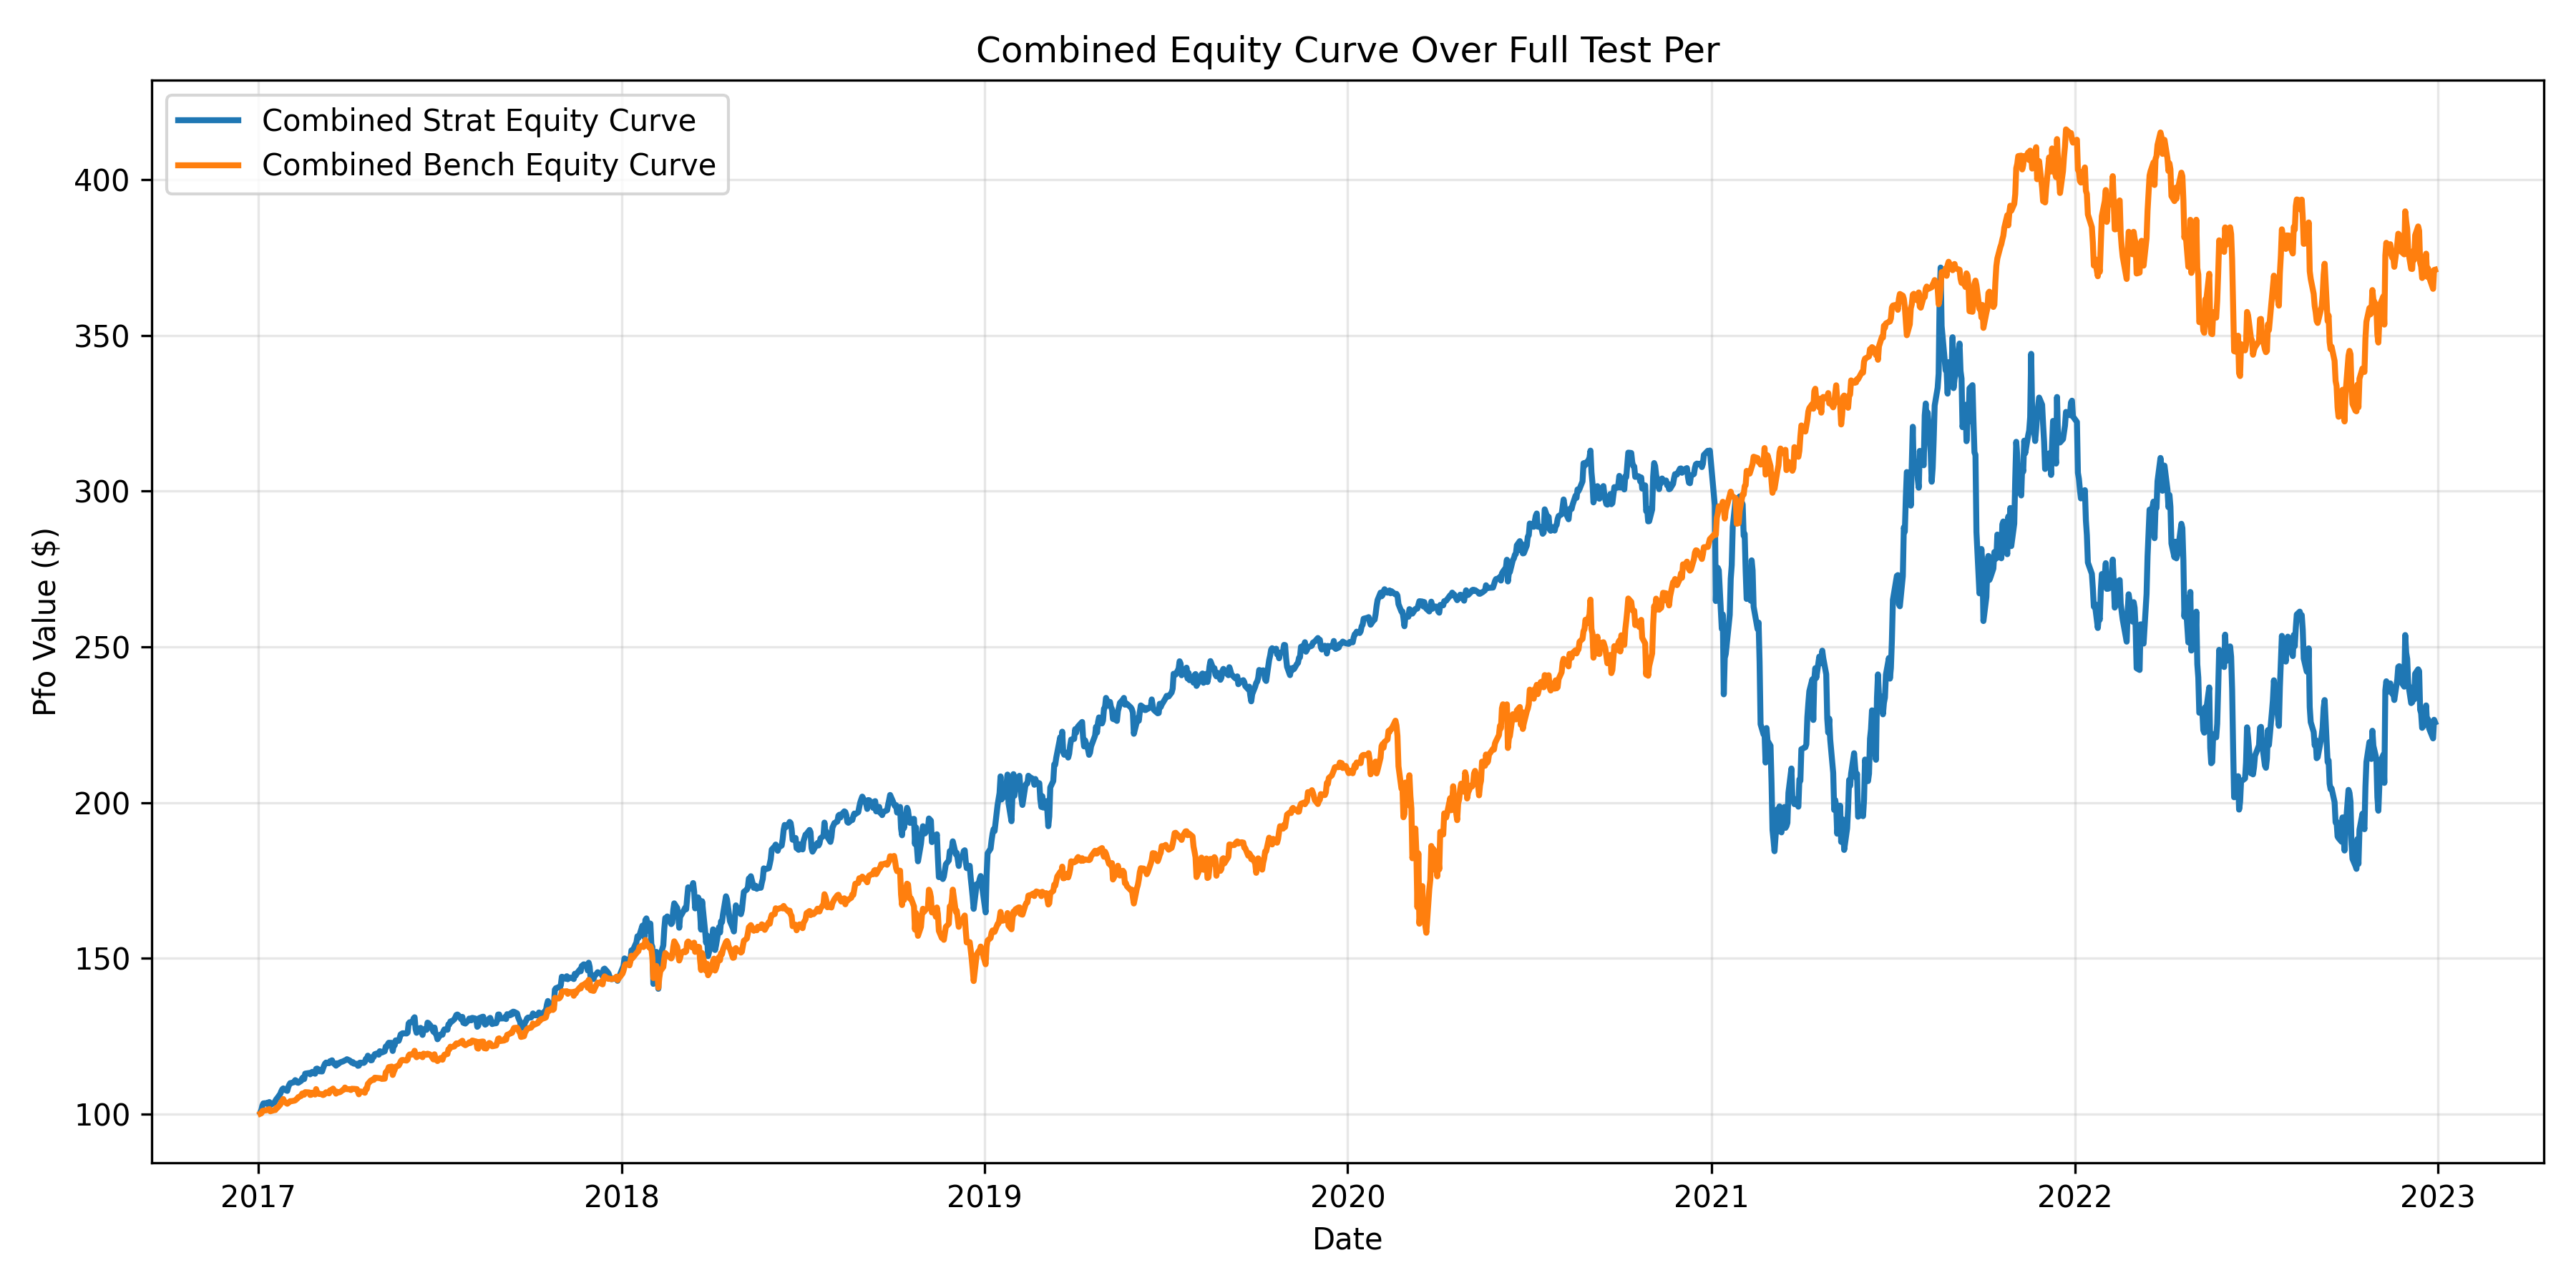 Combined Equity Curve Over Full Test Per
Combined Strat Equity Curve
Combined Bench Equity Curve
Pfo Value ($)
400
350
300
250
200
150
100
2017 2018 2019 2020 2021 2022 2023
Date